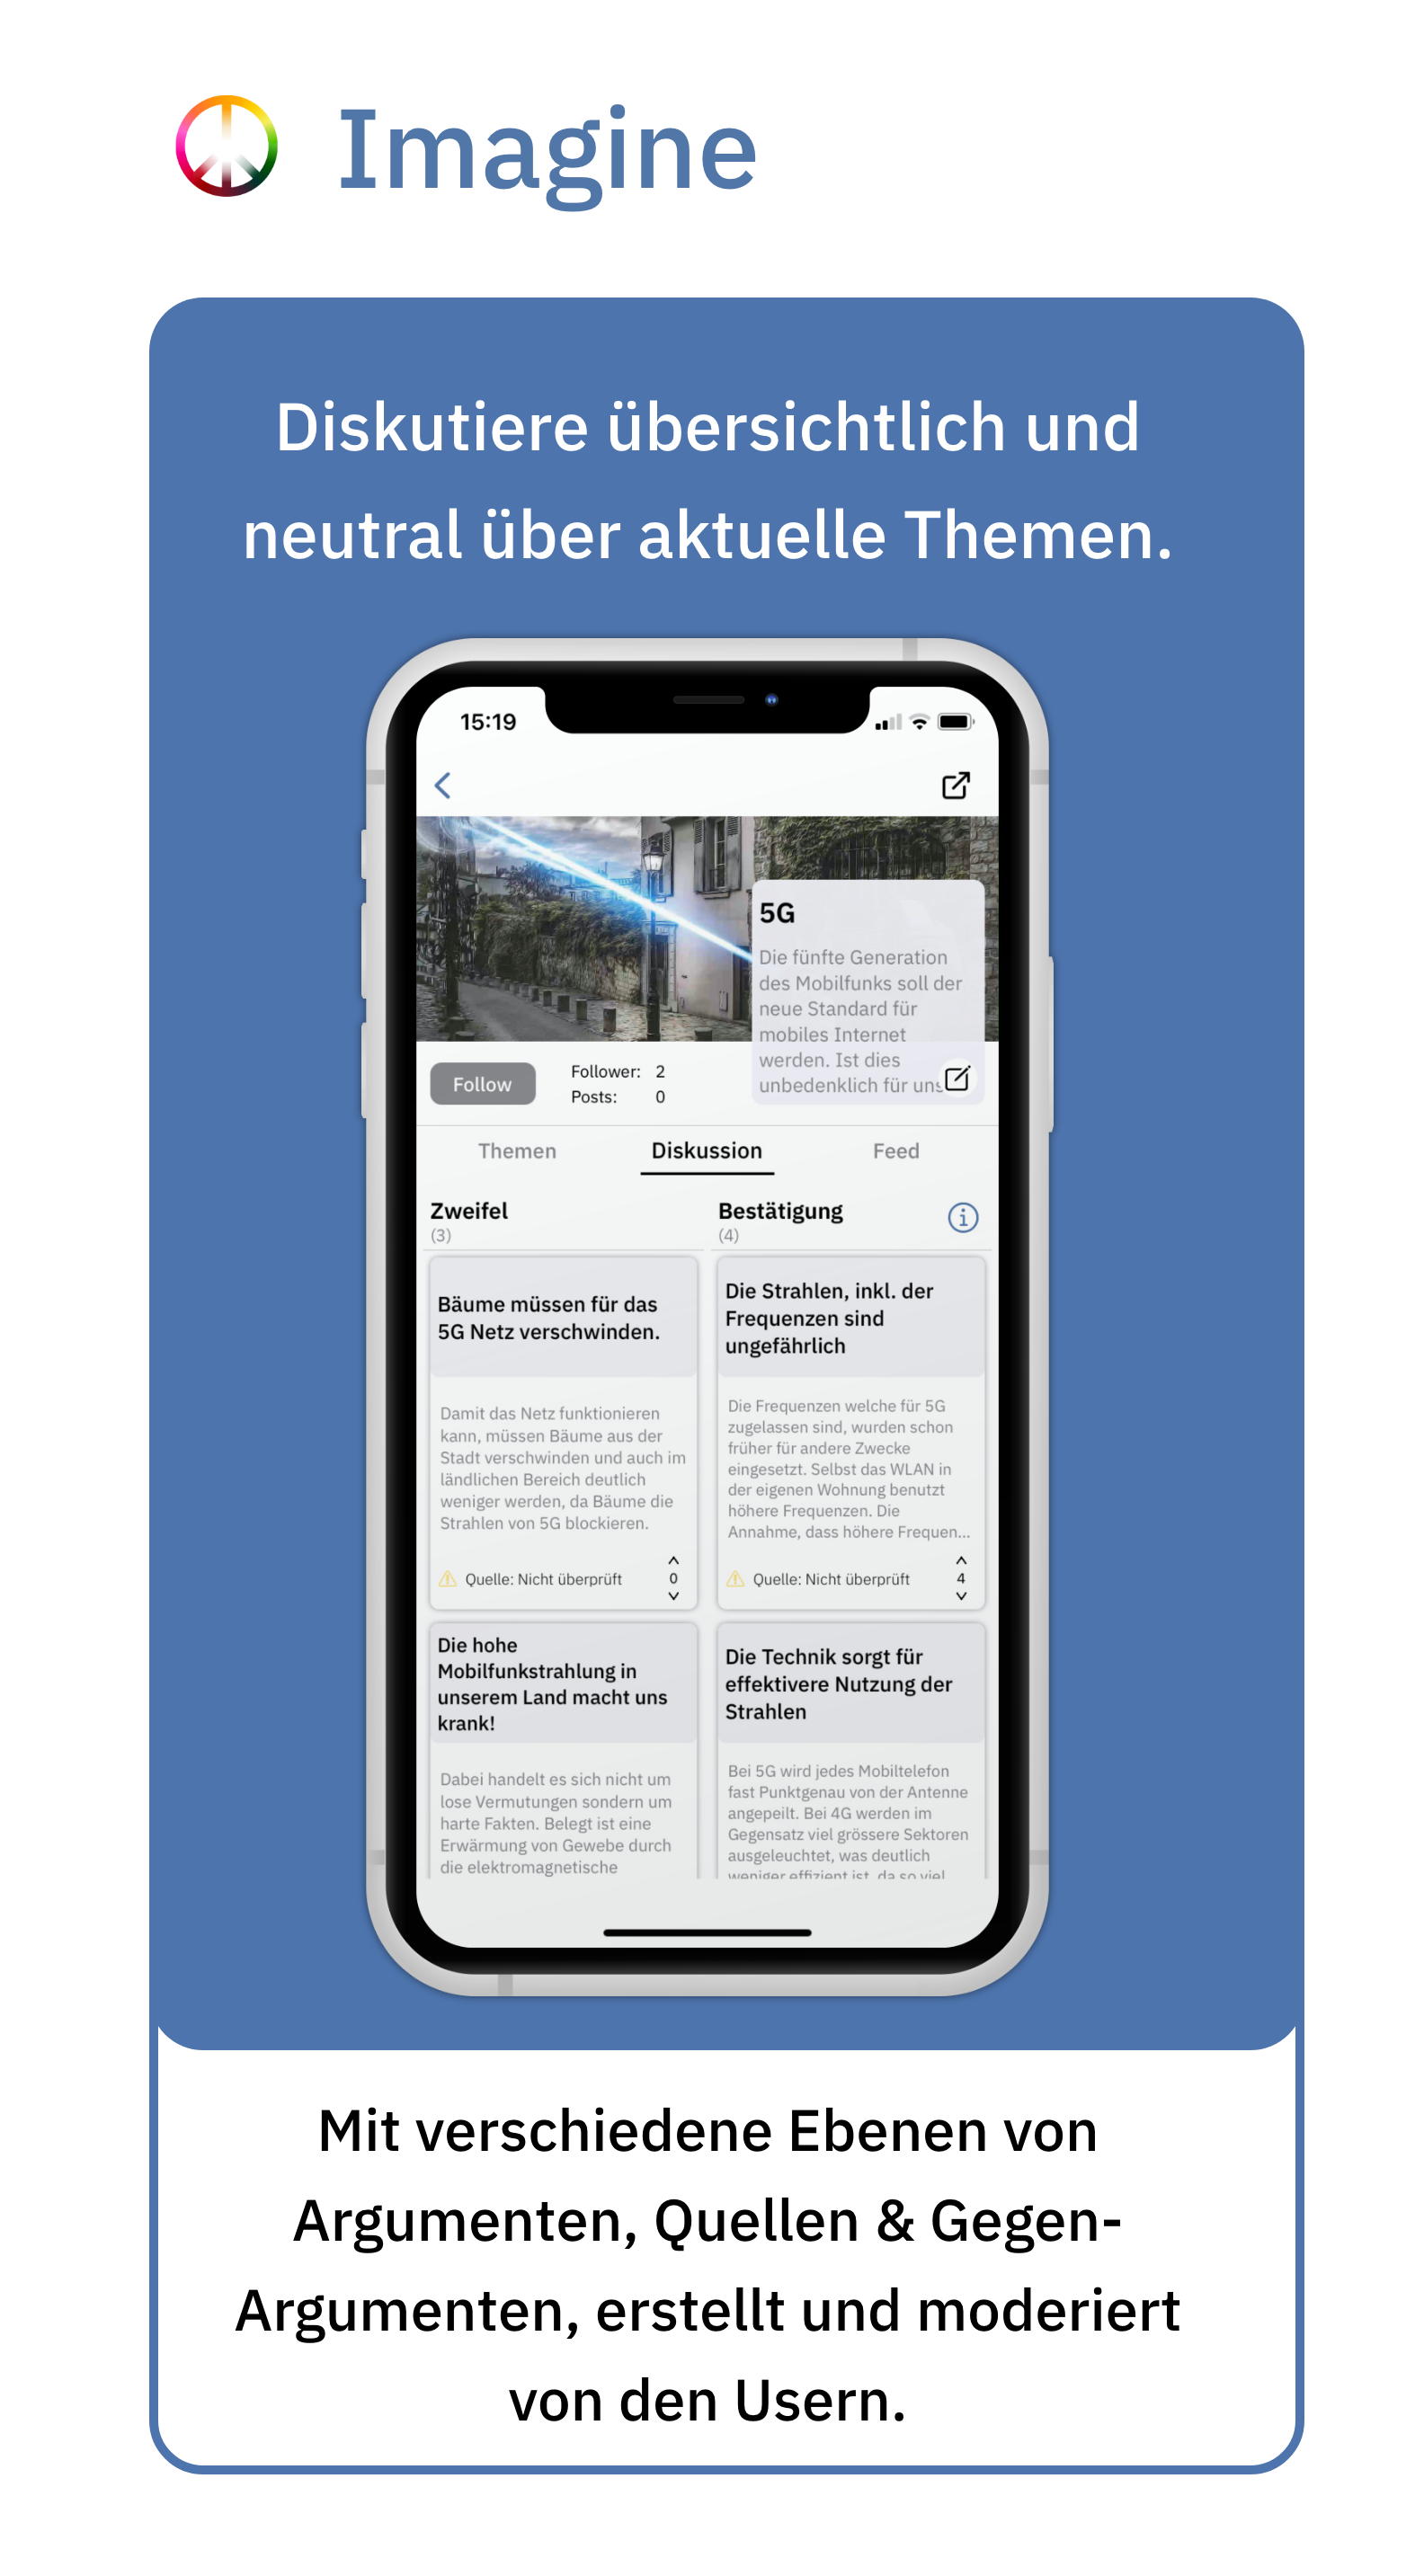 Imagine
Diskutiere übersichtlich und
neutral über aktuelle Themen.
15:19
5G
Die fünfte Generation
des Mobilfunks soll der
neue Standard für
mobiles Internet
werden. Ist dies
unbedenklich für uns
Follow
Follower: 2
Posts: 0
Themen Diskussion Feed
Zweifel
(3)
Bestätigung
(4)
Bäume müssen für das
5G Netz verschwinden.
Damit das Netz funktionieren
kann, müssen Bäume aus der
Stadt verschwinden und auch im
ländlichen Bereich deutlich
weniger werden, da Bäume die
Strahlen von 5G blockieren.
Quelle: Nicht überprüft
0
Die Strahlen, inkl. der
Frequenzen sind
ungefährlich
Die Frequenzen welche für 5G
zugelassen sind, wurden schon
früher für andere Zwecke
eingesetzt. Selbst das WLAN in
der eigenen Wohnung benutzt
höhere Frequenzen. Die
Annahme, dass höhere Frequen...
Quelle: Nicht überprüft
4
Die hohe
Mobilfunkstrahlung in
unserem Land macht uns
krank!
Dabei handelt es sich nicht um
lose Vermutungen sondern um
harte Fakten. Belegt ist eine
Erwärmung von Gewebe durch
die elektromagnetische
Die Technik sorgt für
effektivere Nutzung der
Strahlen
Bei 5G wird jedes Mobiltelefon
fast Punktgenau von der Antenne
angepeilt. Bei 4G werden im
Gegensatz viel grössere Sektoren
ausgeleuchtet, was deutlich
weniger effizient ist, da so viel
Mit verschiedene Ebenen von
Argumenten, Quellen & Gegen-
Argumenten, erstellt und moderiert
von den Usern.